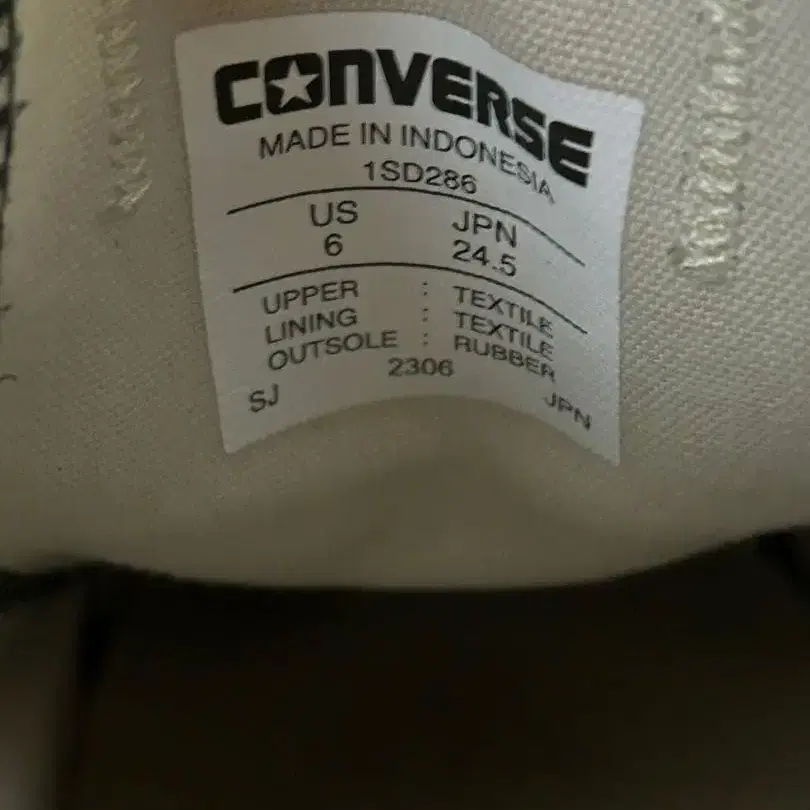 CONVERSE
MADE IN INDONESIA
1SD286
US JPN
6 24.5
UPPER : TEXTILE
LINING : TEXTILE
OUTSOLE : RUBBER
2306
SJ JPN